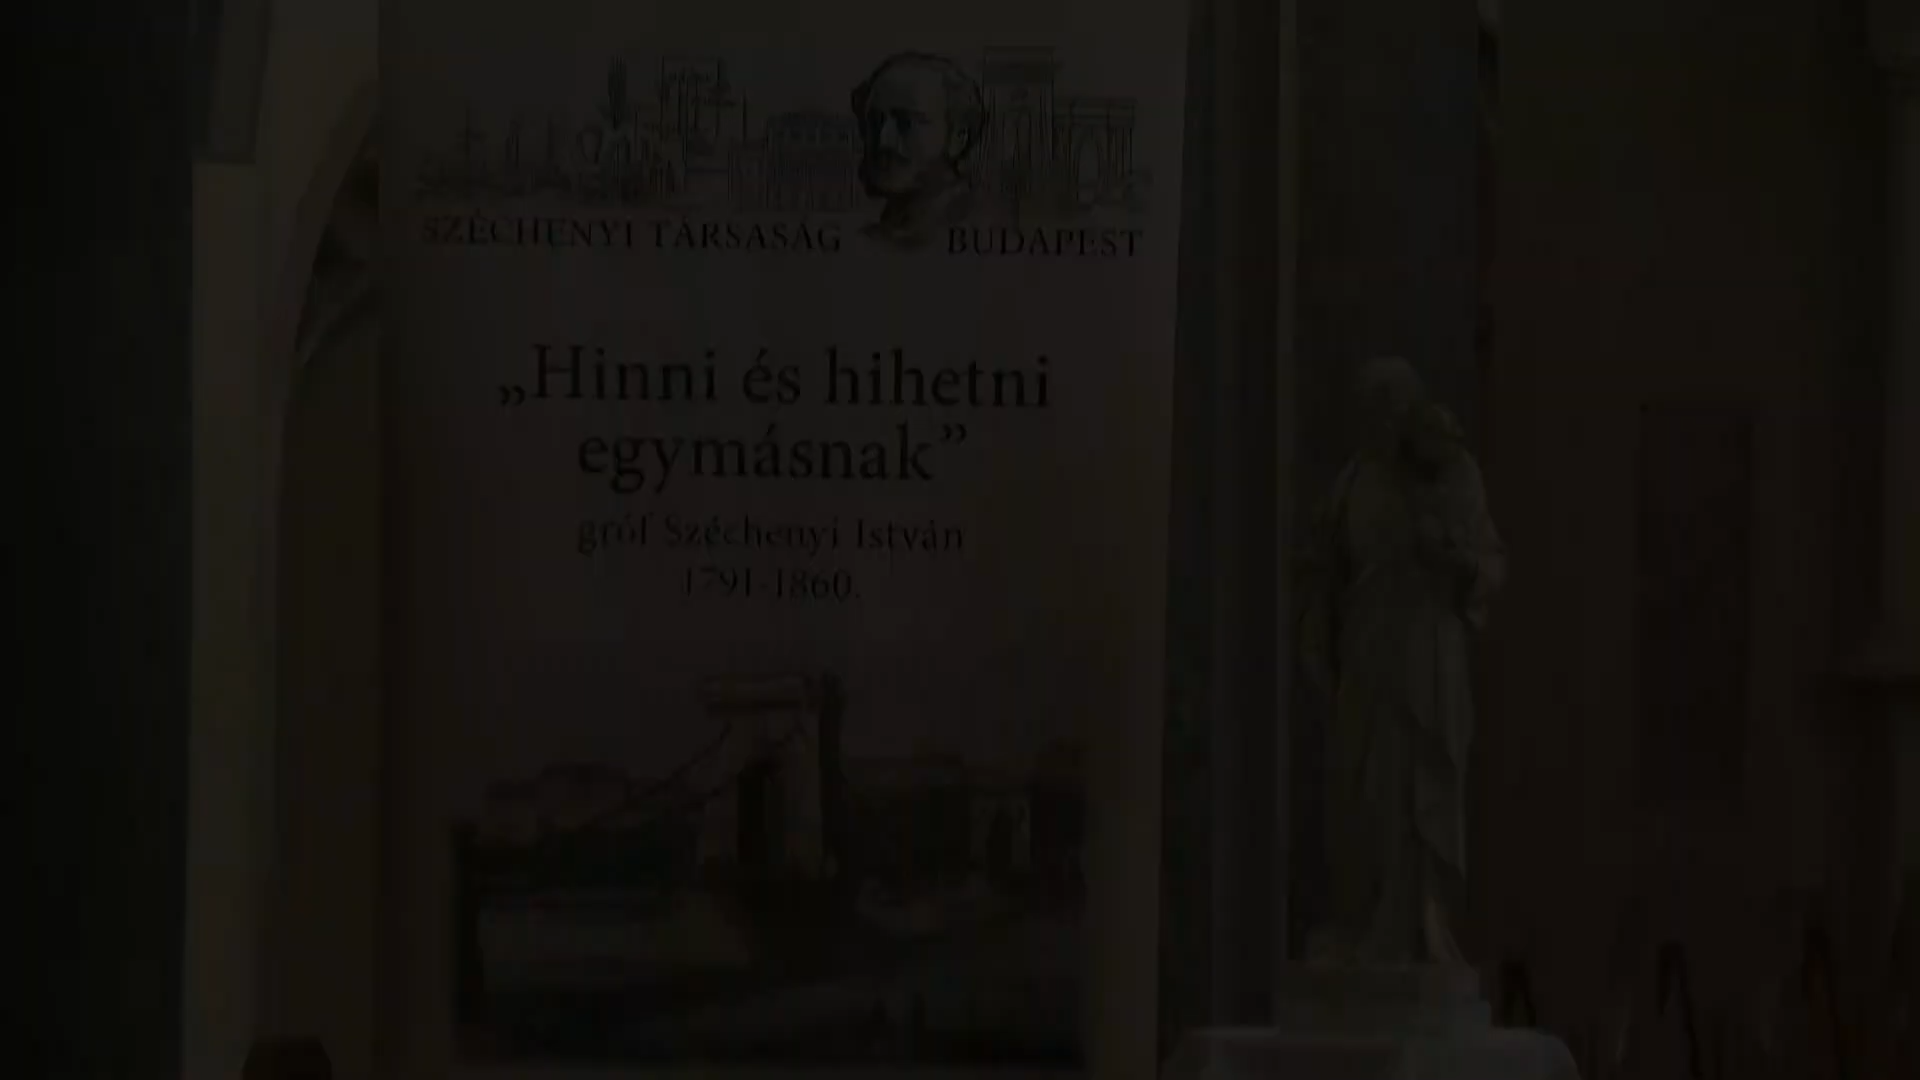 SZÉCHENYI TÁRSASÁG BUDAPEST
„Hinni és hihetni
egymásnak”
gróf Széchenyi István
1791-1860.